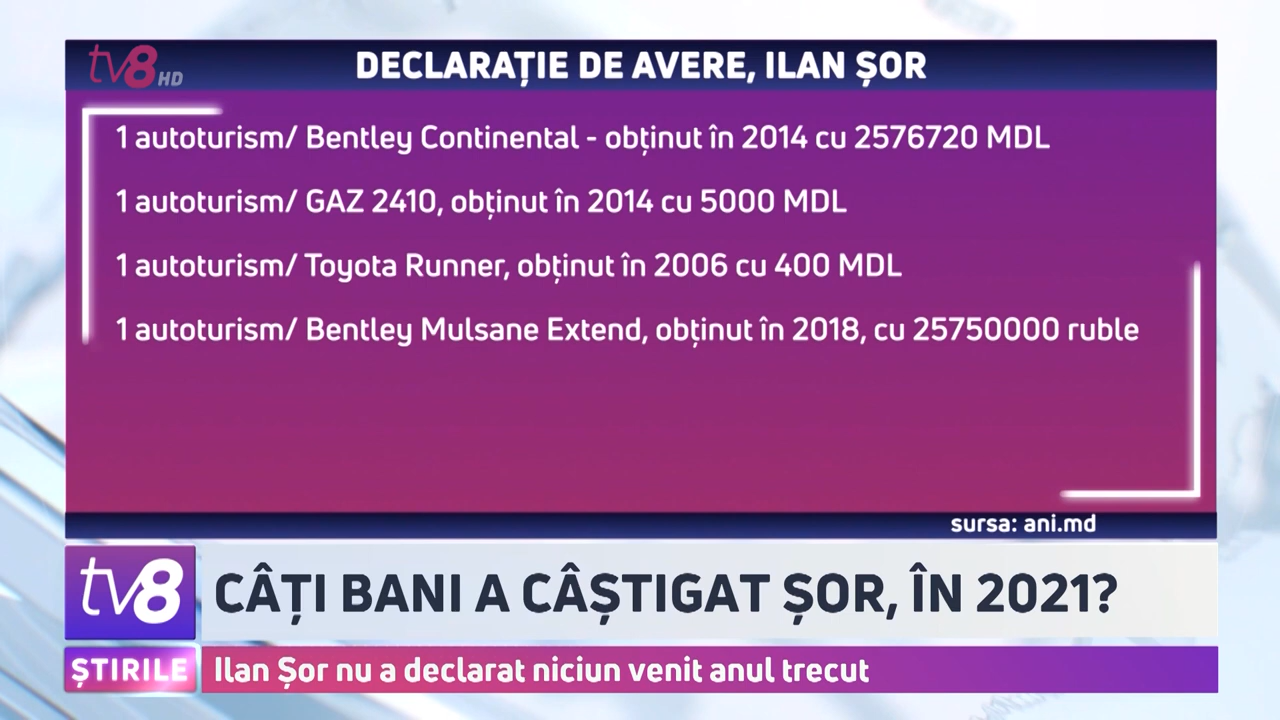 tv8 HD
DECLARAȚIE DE AVERE, ILAN ȘOR
1 autoturism/ Bentley Continental - obținut în 2014 cu 2576720 MDL
1 autoturism/ GAZ 2410, obținut în 2014 cu 5000 MDL
1 autoturism/ Toyota Runner, obținut în 2006 cu 400 MDL
1 autoturism/ Bentley Mulsane Extend, obținut în 2018, cu 25750000 ruble
sursa: ani.md
tv8
CÂȚI BANI A CÂȘTIGAT ȘOR, ÎN 2021?
ȘTIRILE
Ilan Șor nu a declarat niciun venit anul trecut